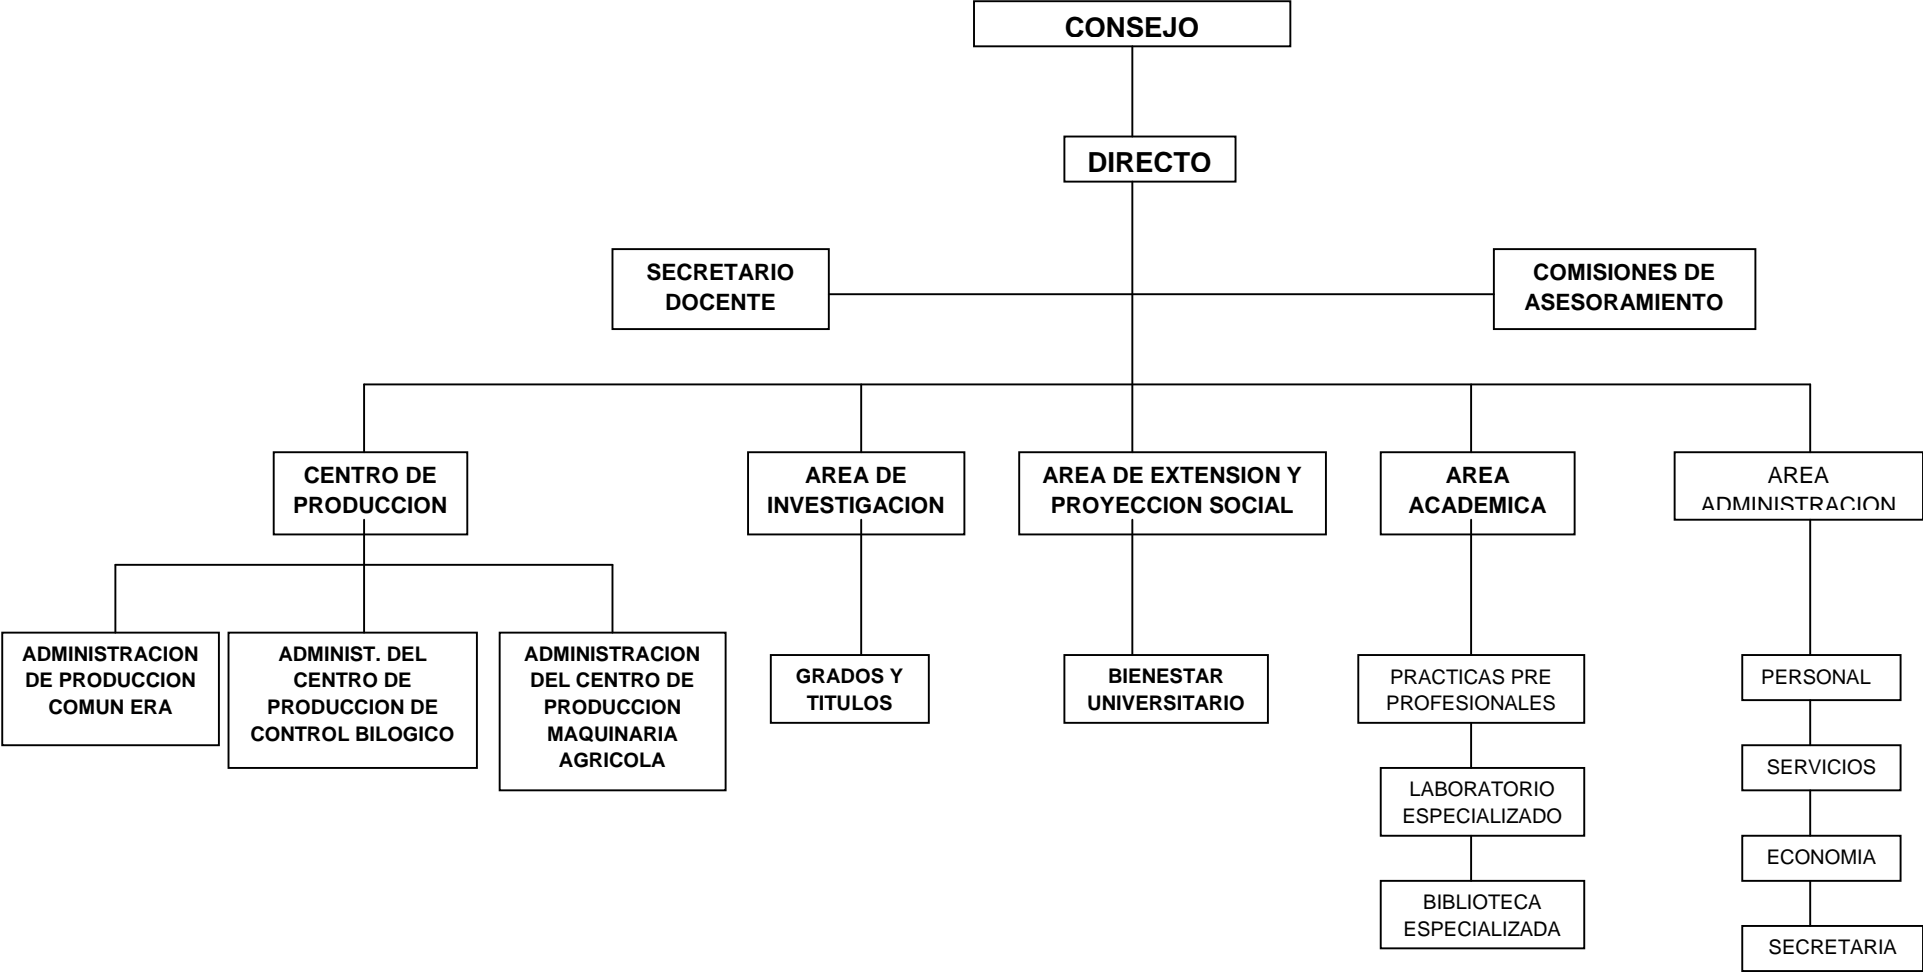 CONSEJO
DIRECTO
SECRETARIO
DOCENTE
COMISIONES DE
ASESORAMIENTO
CENTRO DE
PRODUCCION
AREA DE
INVESTIGACION
AREA DE EXTENSION Y
PROYECCION SOCIAL
AREA
ACADEMICA
AREA
ADMINISTRACION
ADMINISTRACION
DE PRODUCCION
COMUN ERA
ADMINIST. DEL
CENTRO DE
PRODUCCION DE
CONTROL BILOGICO
ADMINISTRACION
DEL CENTRO DE
PRODUCCION
MAQUINARIA
AGRICOLA
GRADOS Y
TITULOS
BIENESTAR
UNIVERSITARIO
PRACTICAS PRE
PROFESIONALES
LABORATORIO
ESPECIALIZADO
BIBLIOTECA
ESPECIALIZADA
PERSONAL
SERVICIOS
ECONOMIA
SECRETARIA